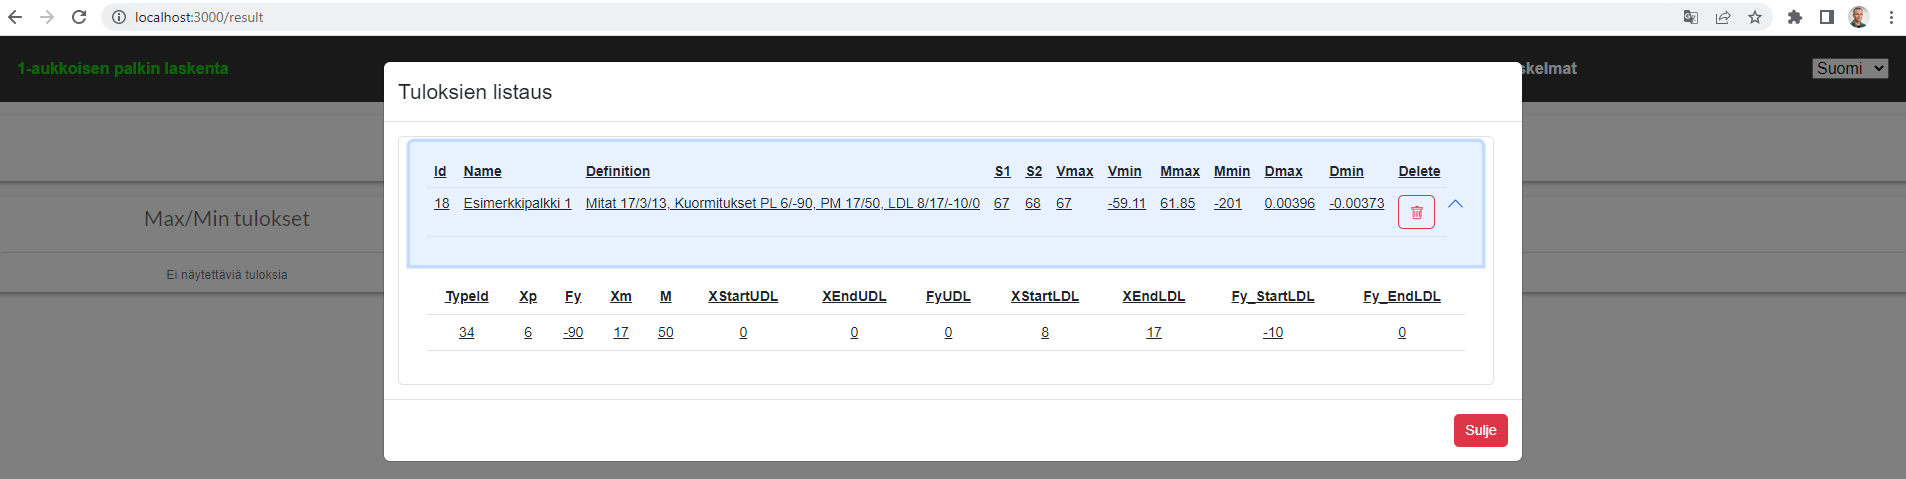 localhost:3000/result
1-aukkoisen palkin laskenta
skelmat
Suomi
Tuloksien listaus
Id Name Definition S1 S2 Vmax Vmin Mmax Mmin Dmax Dmin Delete
18 Esimerkkipalkki 1 Mitat 17/3/13, Kuormitukset PL 6/-90, PM 17/50, LDL 8/17/-10/0 67 68 67 -59.11 61.85 -201 0.00396 -0.00373
Max/Min tulokset
Ei näytettäviä tuloksia
TypeId Xp Fy Xm M XStartUDL XEndUDL FyUDL XStartLDL XEndLDL Fy_StartLDL Fy_EndLDL
34 6 -90 17 50 0 0 0 8 17 -10 0
Sulje